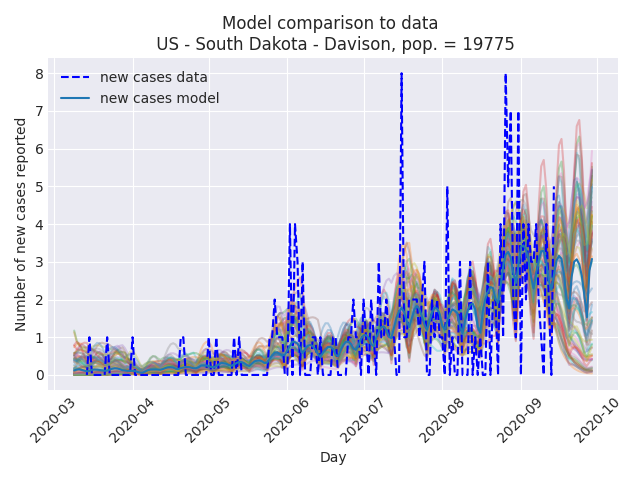 Model comparison to data
US - South Dakota - Davison, pop. = 19775
new cases data
new cases model
Number of new cases reported
8
7
6
5
4
3
2
1
0
2020-03
2020-04
2020-05
2020-06
2020-07
2020-08
2020-09
2020-10
Day